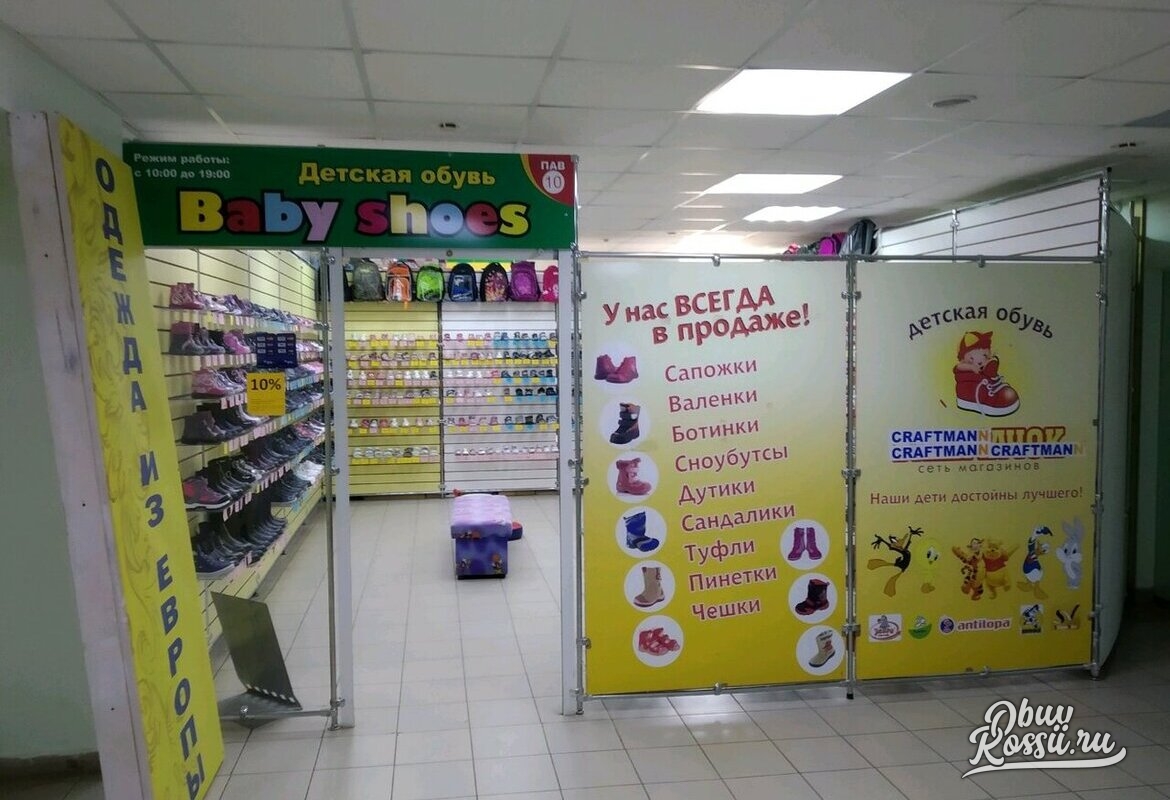 ОДЕЖДА ИЗ ЕВРОПЫ
Режим работы:
с 10:00 до 19:00
Детская обувь
ПАВ
10
Baby shoes
10%
У нас ВСЕГДА
в продаже!
Сапожки
Валенки
Ботинки
Сноубутсы
Дутики
Сандалики
Туфли
Пинетки
Чешки
детская обувь
CRAFTMANN
CRAFTMANN CRAFTMANN
сеть магазинов
Наши дети достойны лучшего!
antilopa
Obuv
Rossii.ru